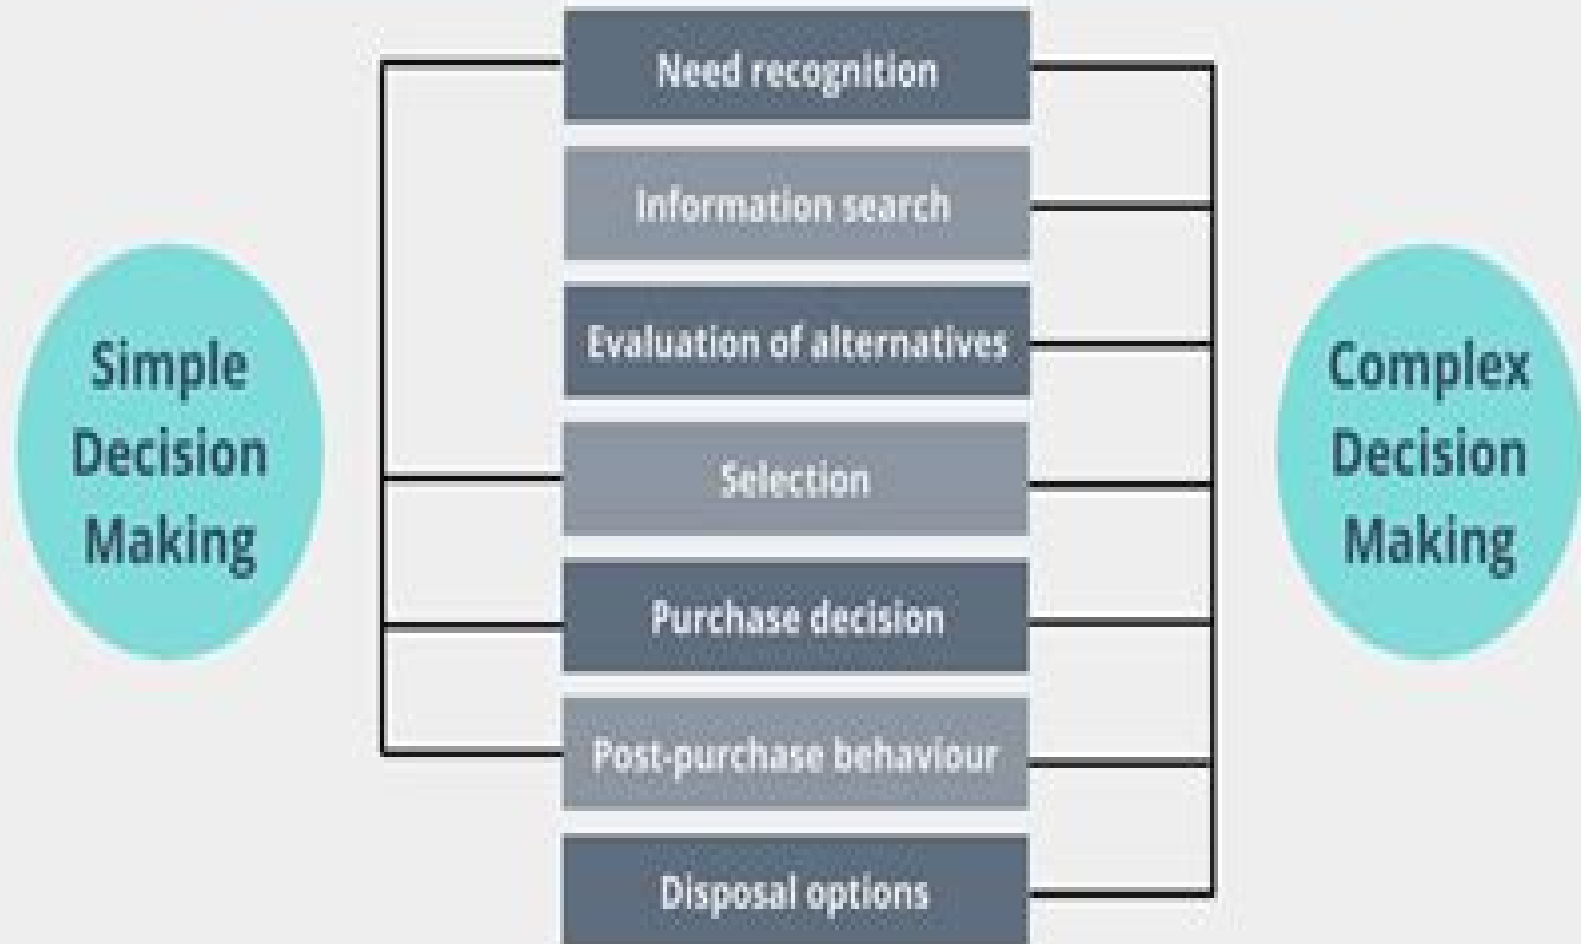 Need recognition
Information search
Evaluation of alternatives
Selection
Purchase decision
Post-purchase behaviour
Disposal options
Simple
Decision
Making
Complex
Decision
Making